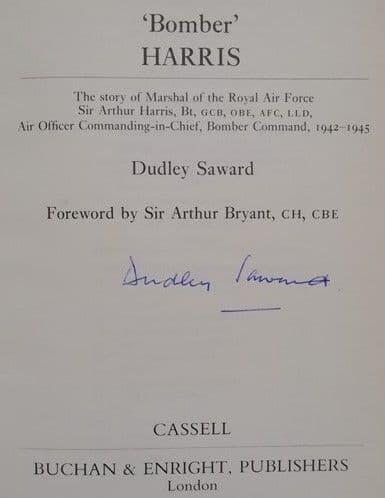 'Bomber'
HARRIS
The story of Marshal of the Royal Air Force
Sir Arthur Harris, Bt, GCB, OBE, AFC, LLD,
Air Officer Commanding-in-Chief, Bomber Command, 1942–1945
Dudley Saward
Foreword by Sir Arthur Bryant, CH, CBE
Dudley Saward.
CASSELL
BUCHAN & ENRIGHT, PUBLISHERS
London